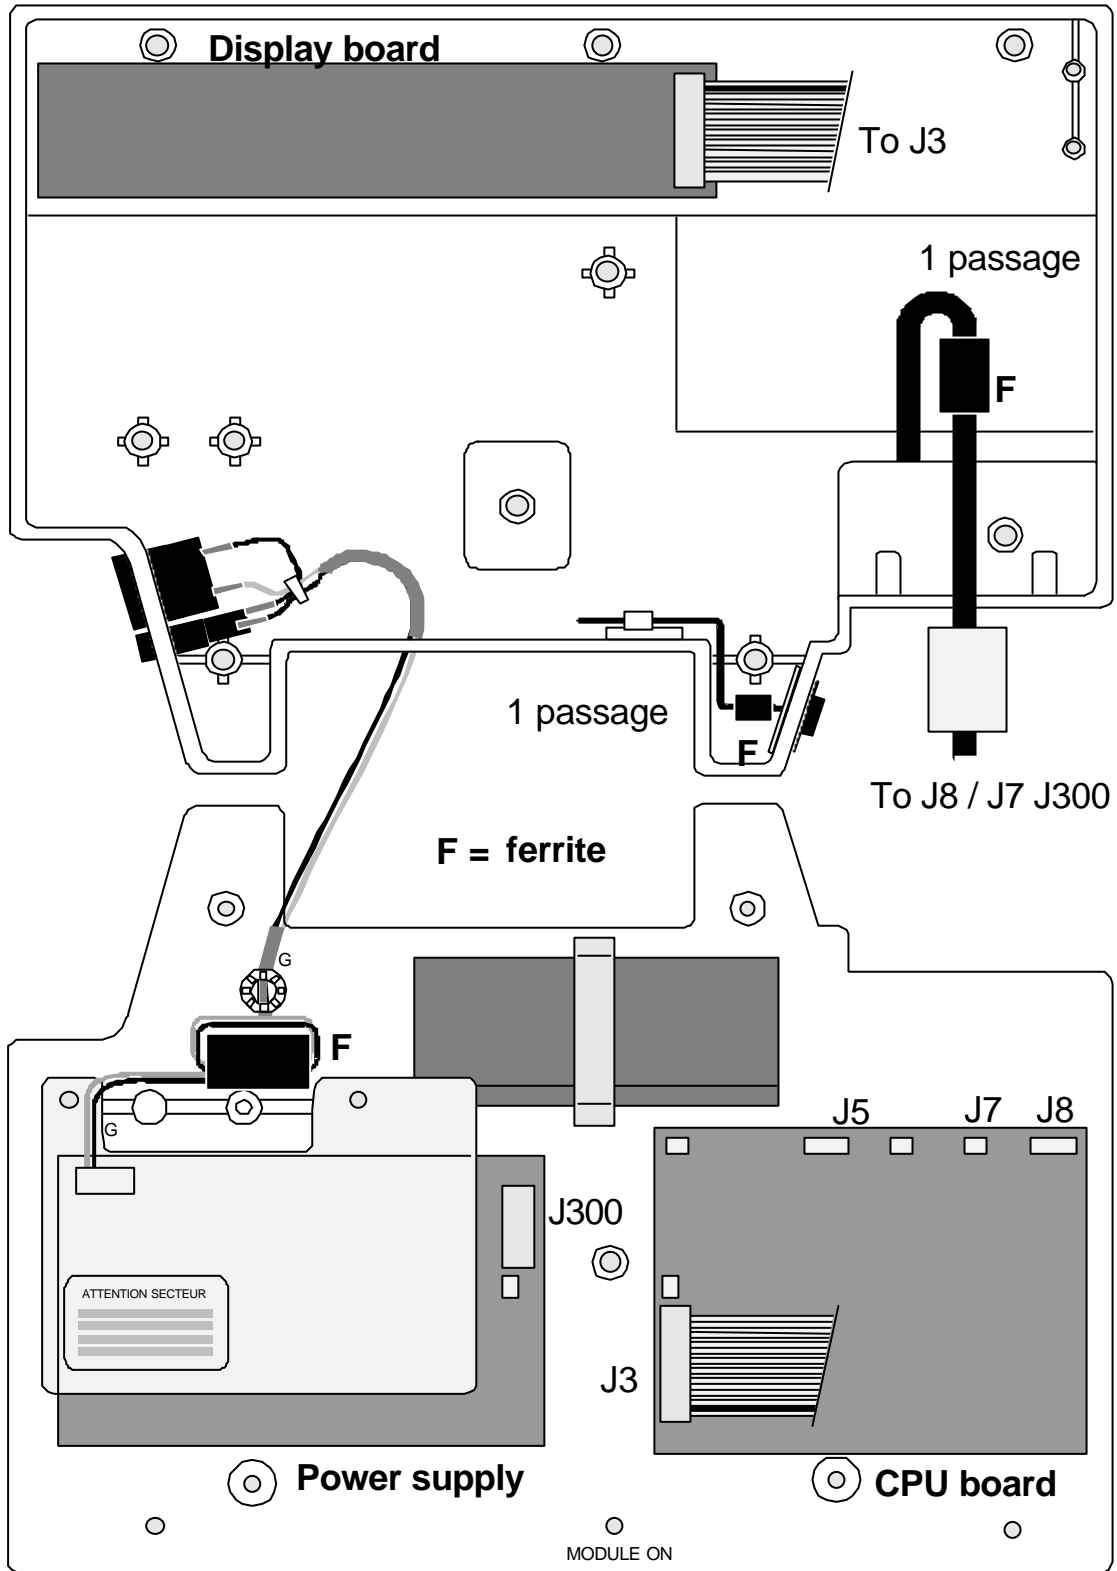 Display board
To J3
1 passage
F
1 passage
F
To J8 / J7 J300
F = ferrite
G
F
J5
J7
J8
G
J300
ATTENTION SECTEUR
J3
Power supply
CPU board
MODULE ON